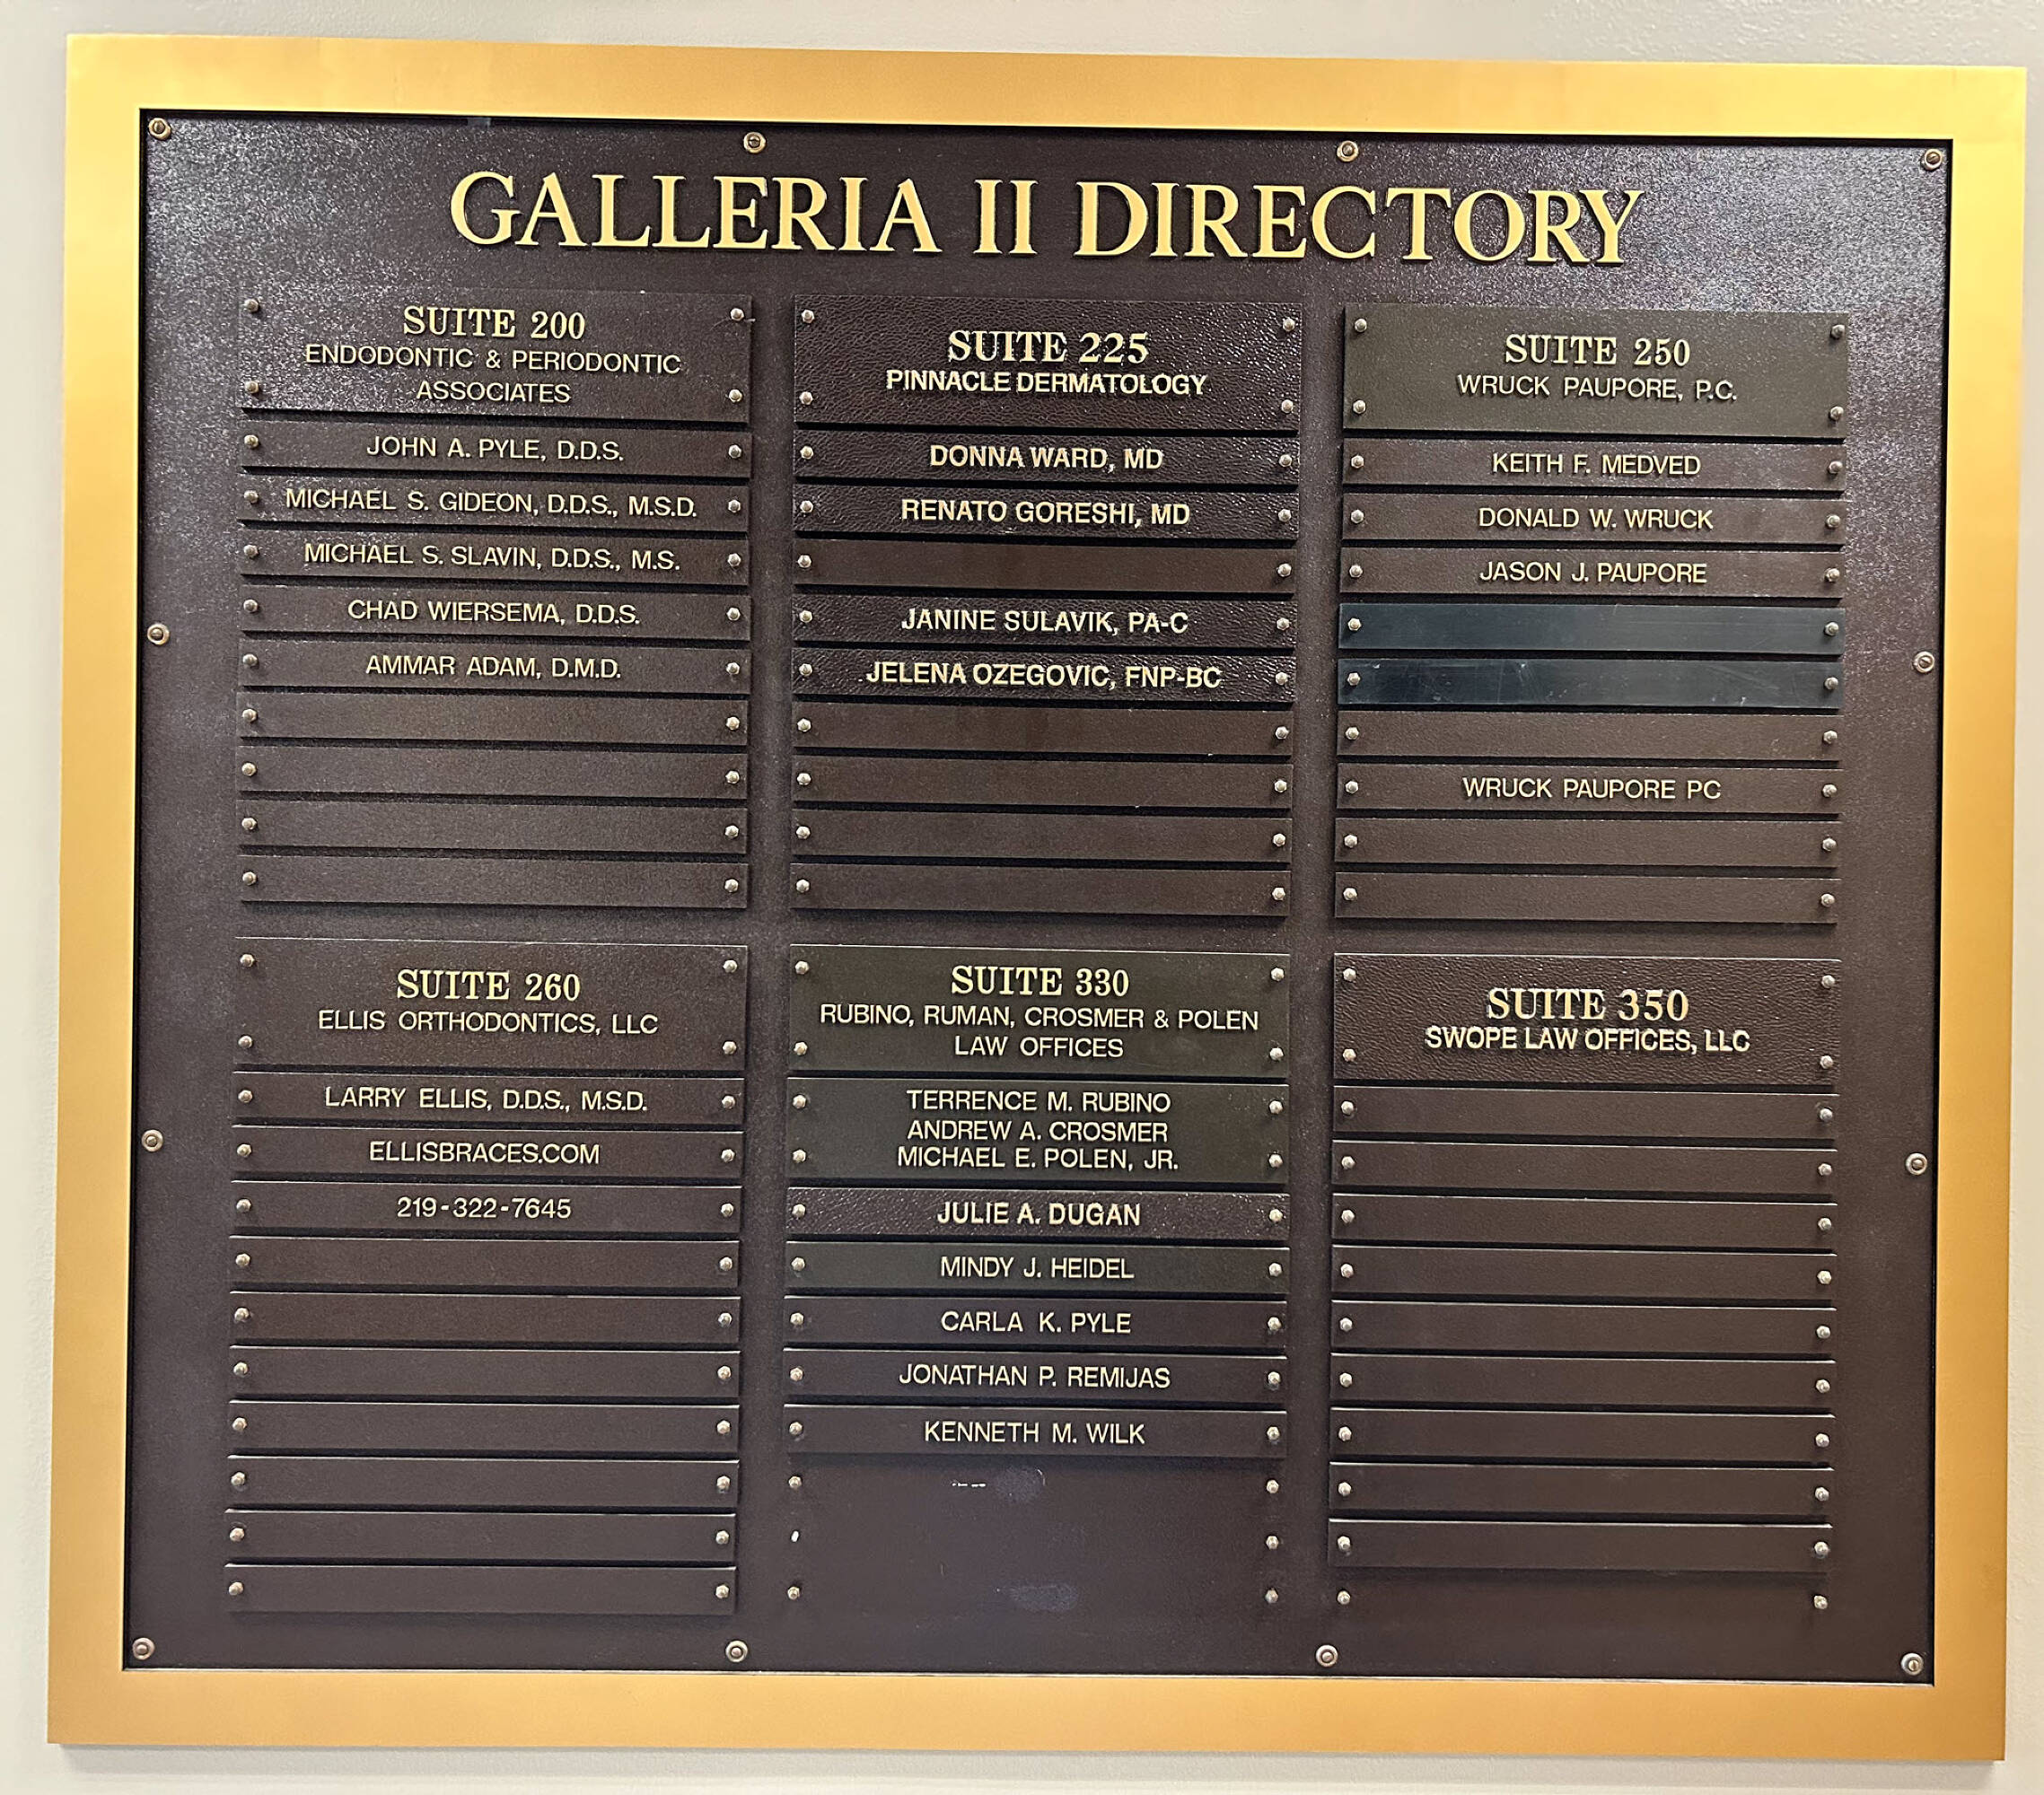 GALLERIA II DIRECTORY
SUITE 200
ENDODONTIC & PERIODONTIC
ASSOCIATES
JOHN A. PYLE, D.D.S.
MICHAEL S. GIDEON, D.D.S., M.S.D.
MICHAEL S. SLAVIN, D.D.S., M.S.
CHAD WIERSEMA, D.D.S.
AMMAR ADAM, D.M.D.
SUITE 225
PINNACLE DERMATOLOGY
DONNA WARD, MD
RENATO GORESHI, MD
JANINE SULAVIK, PA-C
JELENA OZEGOVIC, FNP-BC
SUITE 250
WRUCK PAUPORE, P.C.
KEITH F. MEDVED
DONALD W. WRUCK
JASON J. PAUPORE
WRUCK PAUPORE PC
SUITE 260
ELLIS ORTHODONTICS, LLC
LARRY ELLIS, D.D.S., M.S.D.
ELLISBRACES.COM
219-322-7645
SUITE 330
RUBINO, RUMAN, CROSMER & POLEN
LAW OFFICES
TERRENCE M. RUBINO
ANDREW A. CROSMER
MICHAEL E. POLEN, JR.
JULIE A. DUGAN
MINDY J. HEIDEL
CARLA K. PYLE
JONATHAN P. REMIJAS
KENNETH M. WILK
SUITE 350
SWOPE LAW OFFICES, LLC